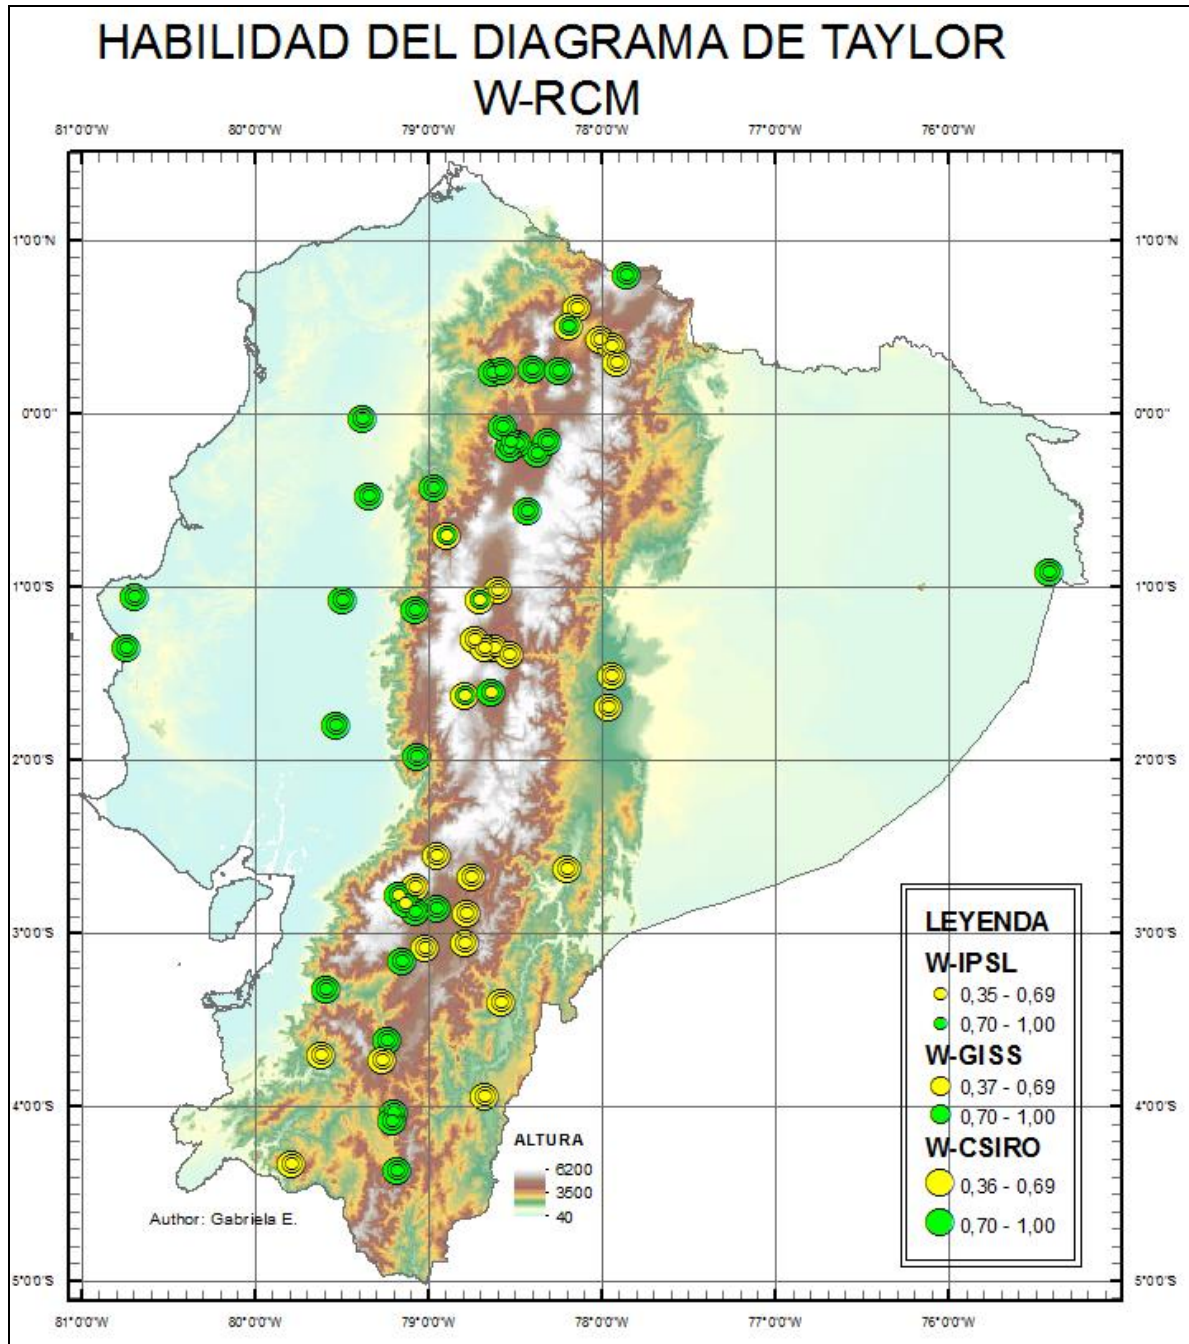 HABILIDAD DEL DIAGRAMA DE TAYLOR
W-RCM
81°0'0"W 80°0'0"W 79°0'0"W 78°0'0"W 77°0'0"W 76°0'0"W
1°0'0"N 1°0'0"N
0°0'0" 0°0'0"
1°0'0"S 1°0'0"S
2°0'0"S 2°0'0"S
3°0'0"S 3°0'0"S
4°0'0"S 4°0'0"S
5°0'0"S 5°0'0"S
81°0'0"W 80°0'0"W 79°0'0"W 78°0'0"W 77°0'0"W 76°0'0"W
LEYENDA
W-IPSL
0,35 - 0,69
0,70 - 1,00
W-GISS
0,37 - 0,69
0,70 - 1,00
W-CSIRO
0,36 - 0,69
0,70 - 1,00
ALTURA
6200
3500
40
Author: Gabriela E.